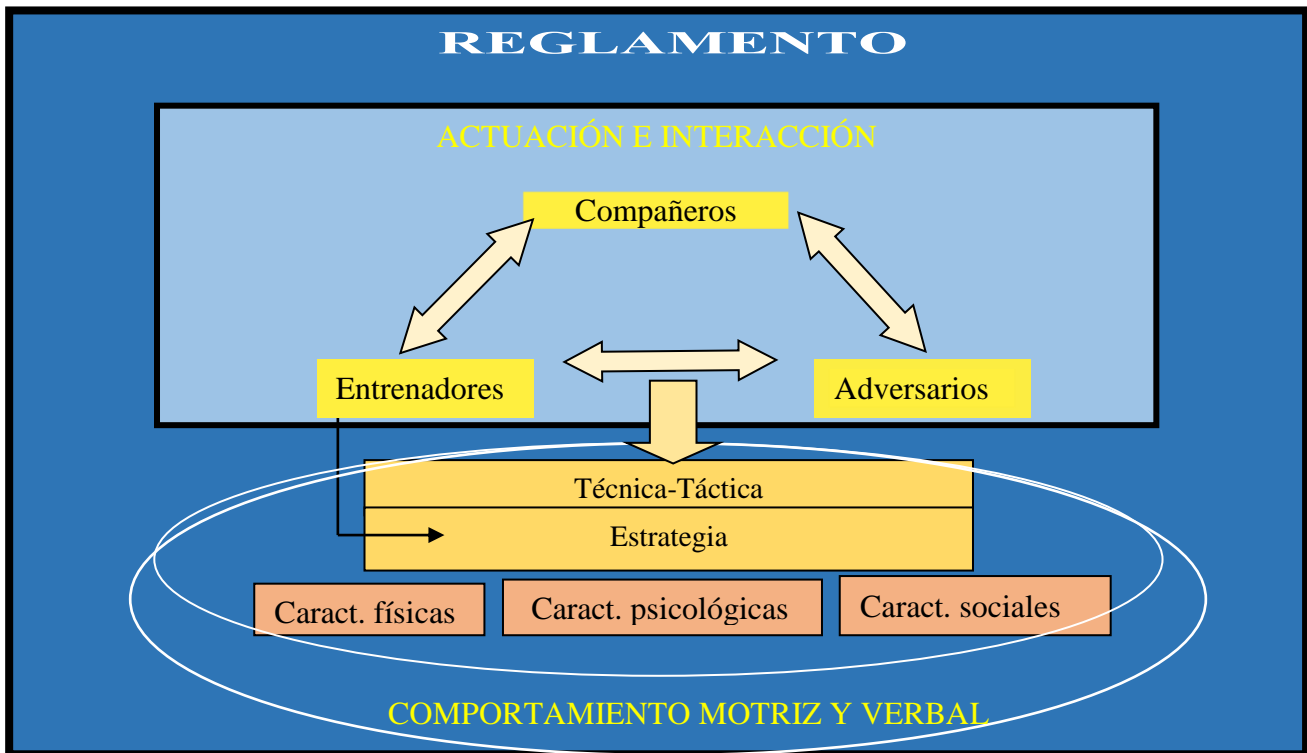 REGLAMENTO
ACTUACIÓN E INTERACCIÓN
Compañeros
Entrenadores
Adversarios
Técnica-Táctica
Estrategia
Caract. físicas
Caract. psicológicas
Caract. sociales
COMPORTAMIENTO MOTRIZ Y VERBAL